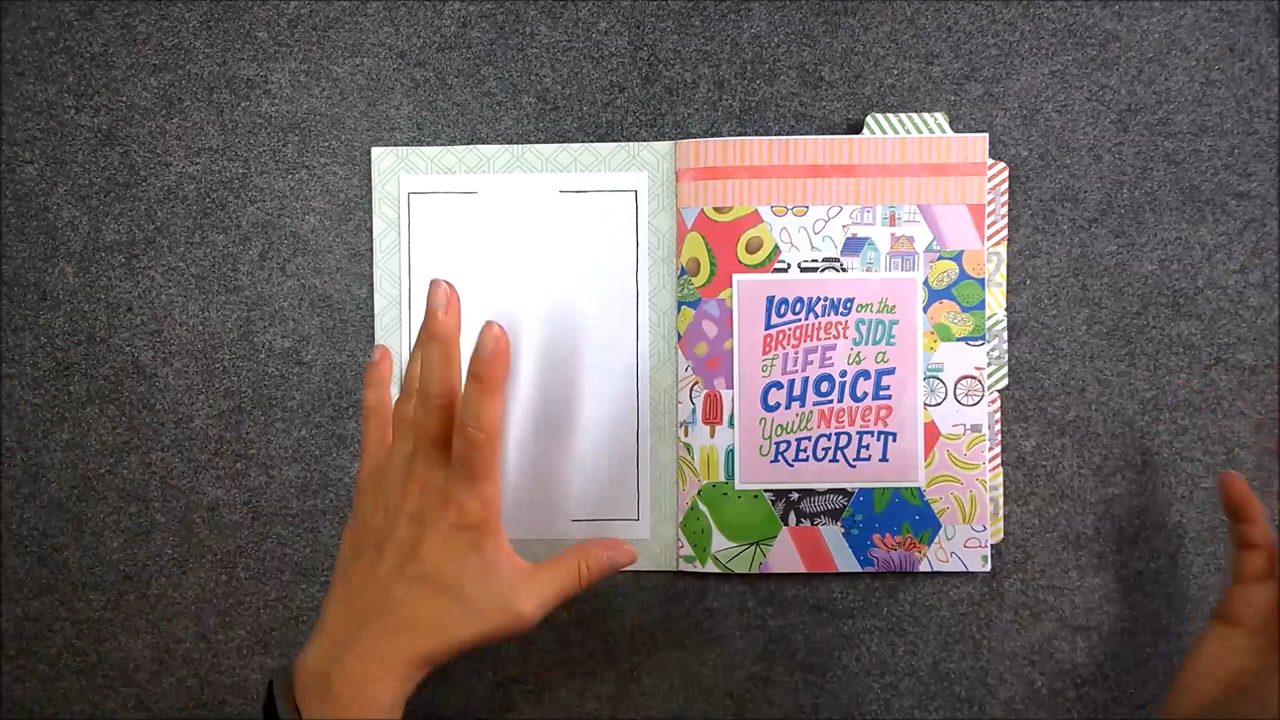 LOOKING on the
BRIGHTEST SIDE
of LIFE is a
CHOICE
You'll NEVER
REGRET